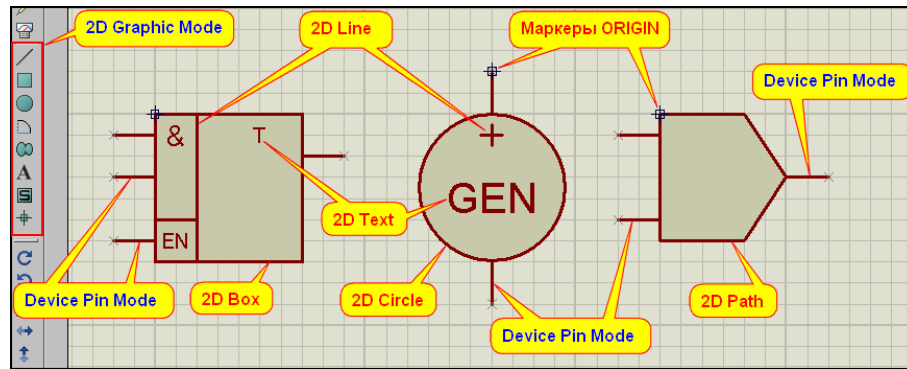 2D Graphic Mode
2D Line
Маркеры ORIGIN
Device Pin Mode
&
T
GEN
EN
2D Text
A
S
Device Pin Mode
2D Box
2D Circle
Device Pin Mode
2D Path